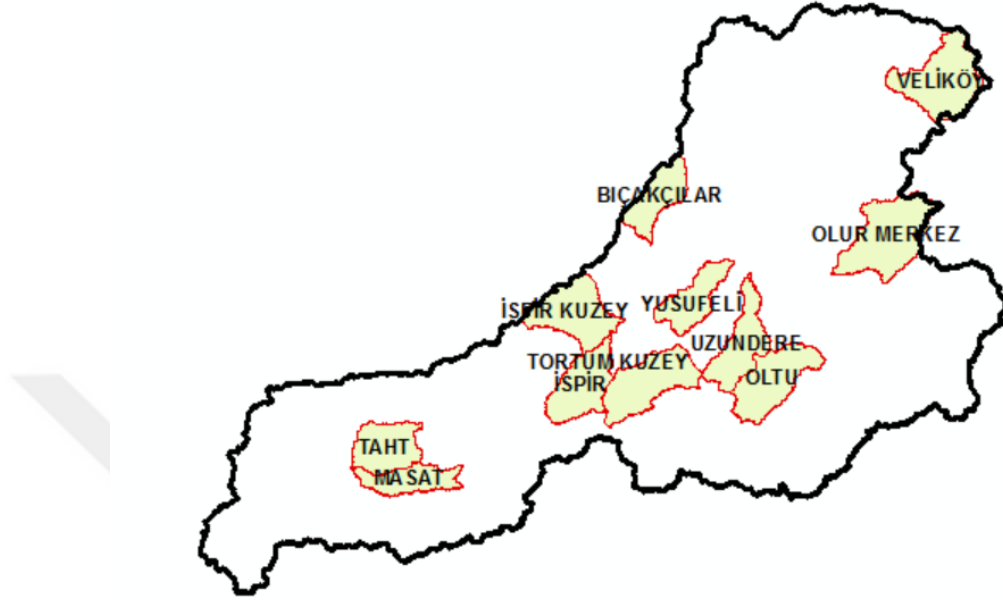 VELİKÖY
BIÇAKÇILAR
OLUR MERKEZ
İSPİR KUZEY
YUSUFELİ
UZUNDERE
TORTUM KUZEY
İSPİR
OLTU
TAHT
MASAT